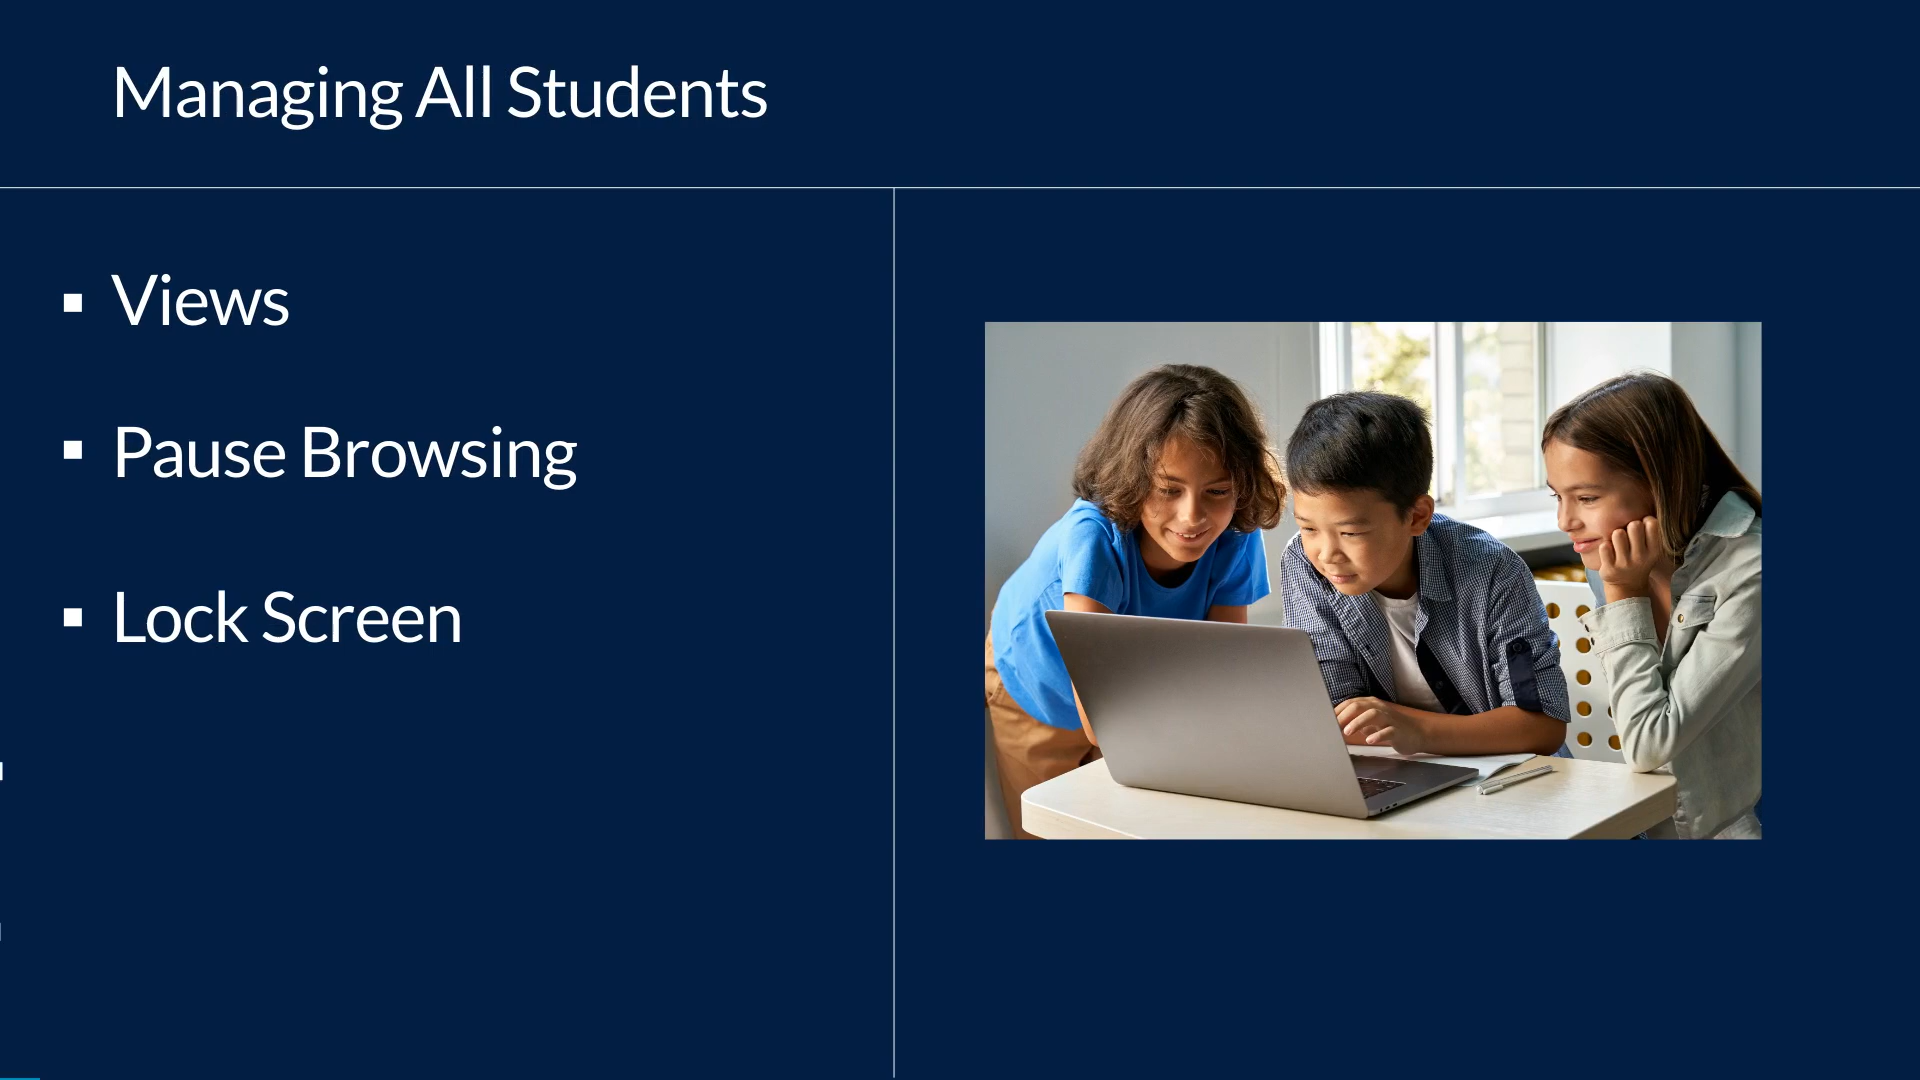 Managing All Students
▪ Views
▪ Pause Browsing
▪ Lock Screen